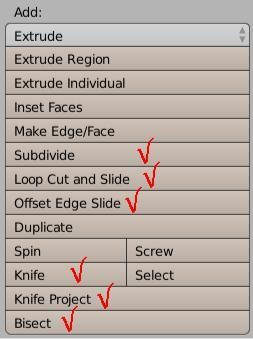 Add:
Extrude
Extrude Region
Extrude Individual
Inset Faces
Make Edge/Face
Subdivide
Loop Cut and Slide
Offset Edge Slide
Duplicate
Spin Screw
Knife Select
Knife Project
Bisect